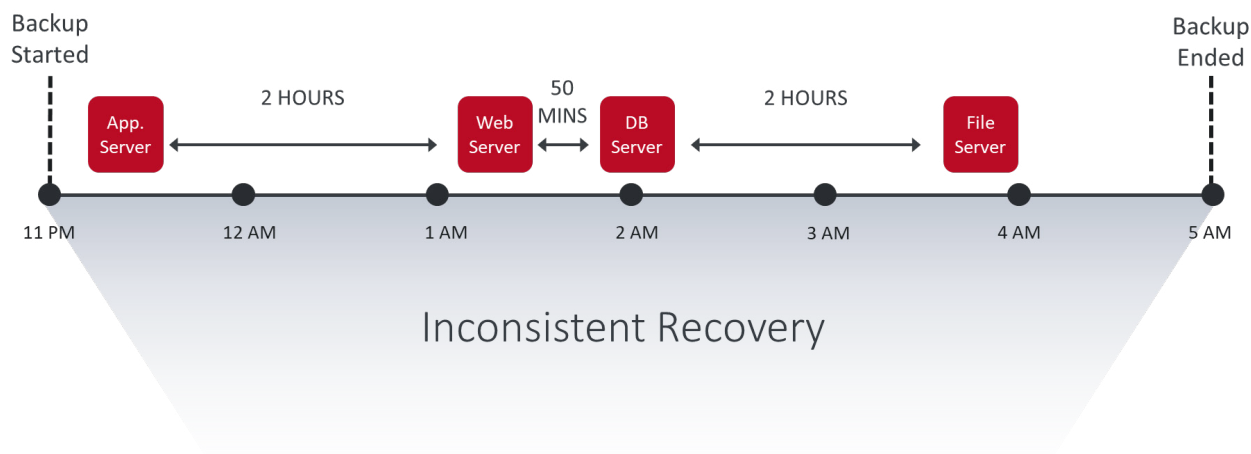 Backup
Started
Backup
Ended
App.
Server
2 HOURS
Web
Server
50
MINS
DB
Server
2 HOURS
File
Server
11 PM
12 AM
1 AM
2 AM
3 AM
4 AM
5 AM
Inconsistent Recovery